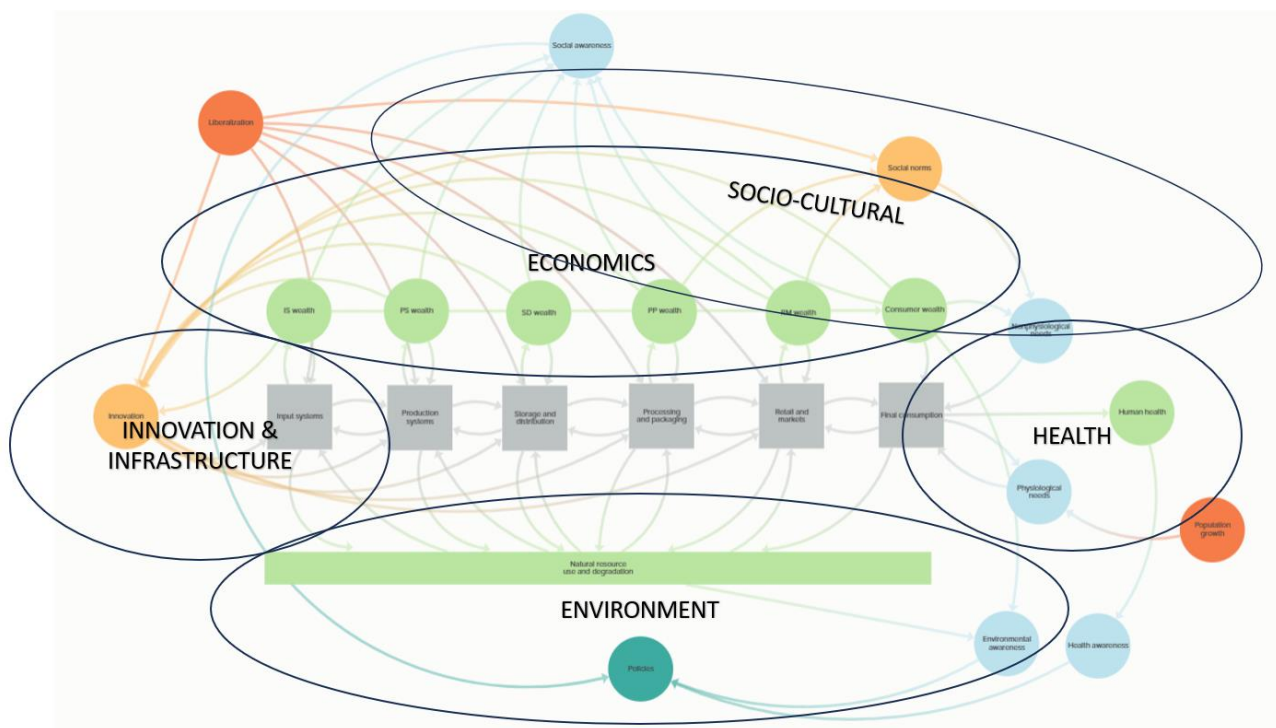 Social awareness
Liberalization
Social norms
SOCIO-CULTURAL
ECONOMICS
IS wealth
PS wealth
SD wealth
PP wealth
RM wealth
Consumer wealth
Nonphysiological
needs
Innovation
INNOVATION &
INFRASTRUCTURE
Input systems
Production
systems
Storage and
distribution
Processing
and packaging
Retail and
markets
Final consumption
Human health
HEALTH
Physiological
needs
Population
growth
Natural resource
use and degradation
ENVIRONMENT
Environmental
awareness
Health awareness
Policies